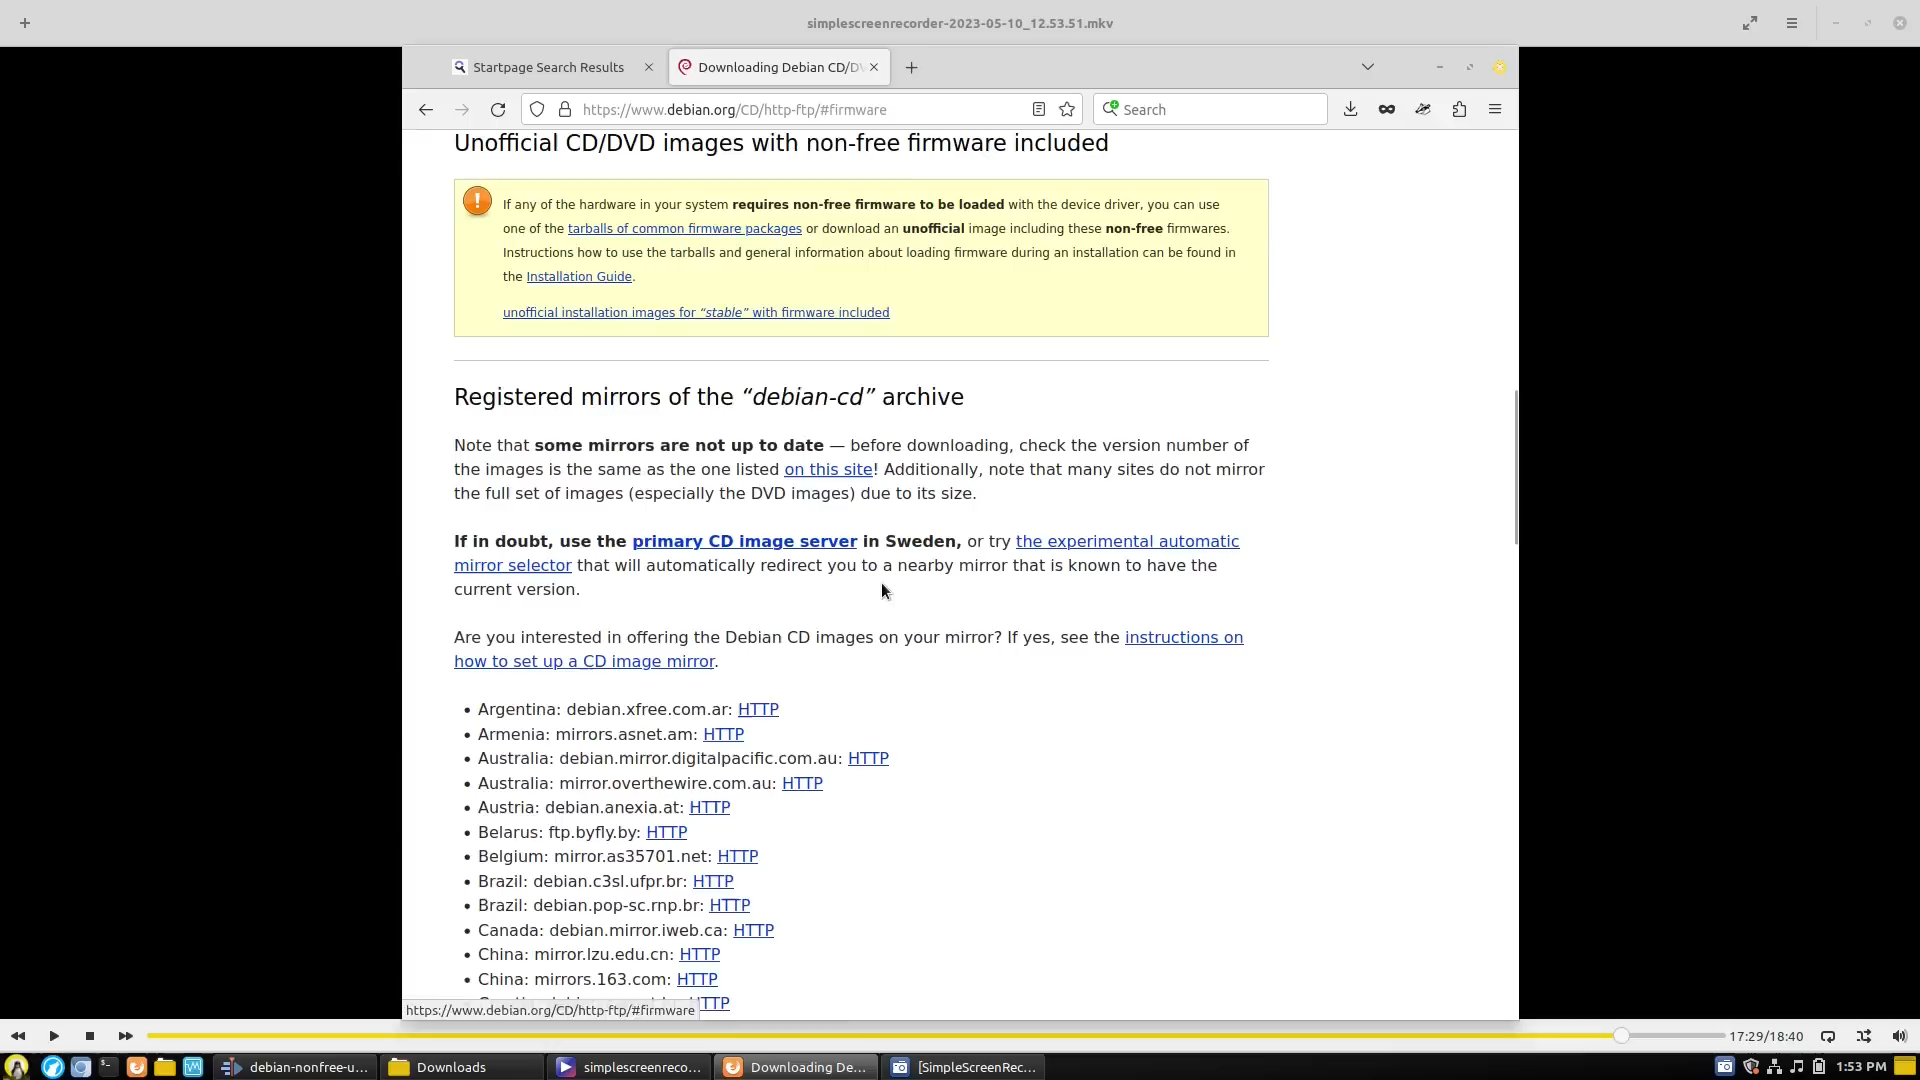 simplescreenrecorder-2023-05-10_12.53.51.mkv
Startpage Search Results
Downloading Debian CD/DV
https://www.debian.org/CD/http-ftp/#firmware
Search
Unofficial CD/DVD images with non-free firmware included
If any of the hardware in your system requires non-free firmware to be loaded with the device driver, you can use
one of the tarballs of common firmware packages or download an unofficial image including these non-free firmwares.
Instructions how to use the tarballs and general information about loading firmware during an installation can be found in
the Installation Guide.
unofficial installation images for “stable” with firmware included
Registered mirrors of the “debian-cd” archive
Note that some mirrors are not up to date — before downloading, check the version number of
the images is the same as the one listed on this site! Additionally, note that many sites do not mirror
the full set of images (especially the DVD images) due to its size.
If in doubt, use the primary CD image server in Sweden, or try the experimental automatic
mirror selector that will automatically redirect you to a nearby mirror that is known to have the
current version.
Are you interested in offering the Debian CD images on your mirror? If yes, see the instructions on
how to set up a CD image mirror.
• Argentina: debian.xfree.com.ar: HTTP
• Armenia: mirrors.asnet.am: HTTP
• Australia: debian.mirror.digitalpacific.com.au: HTTP
• Australia: mirror.overthewire.com.au: HTTP
• Austria: debian.anexia.at: HTTP
• Belarus: ftp.byfly.by: HTTP
• Belgium: mirror.as35701.net: HTTP
• Brazil: debian.c3sl.ufpr.br: HTTP
• Brazil: debian.pop-sc.rnp.br: HTTP
• Canada: debian.mirror.iweb.ca: HTTP
• China: mirror.lzu.edu.cn: HTTP
• China: mirrors.163.com: HTTP
HTTP
https://www.debian.org/CD/http-ftp/#firmware
17:29/18:40
debian-nonfree-u...
Downloads
simplescreenreco...
Downloading De...
[SimpleScreenRec...
1:53 PM